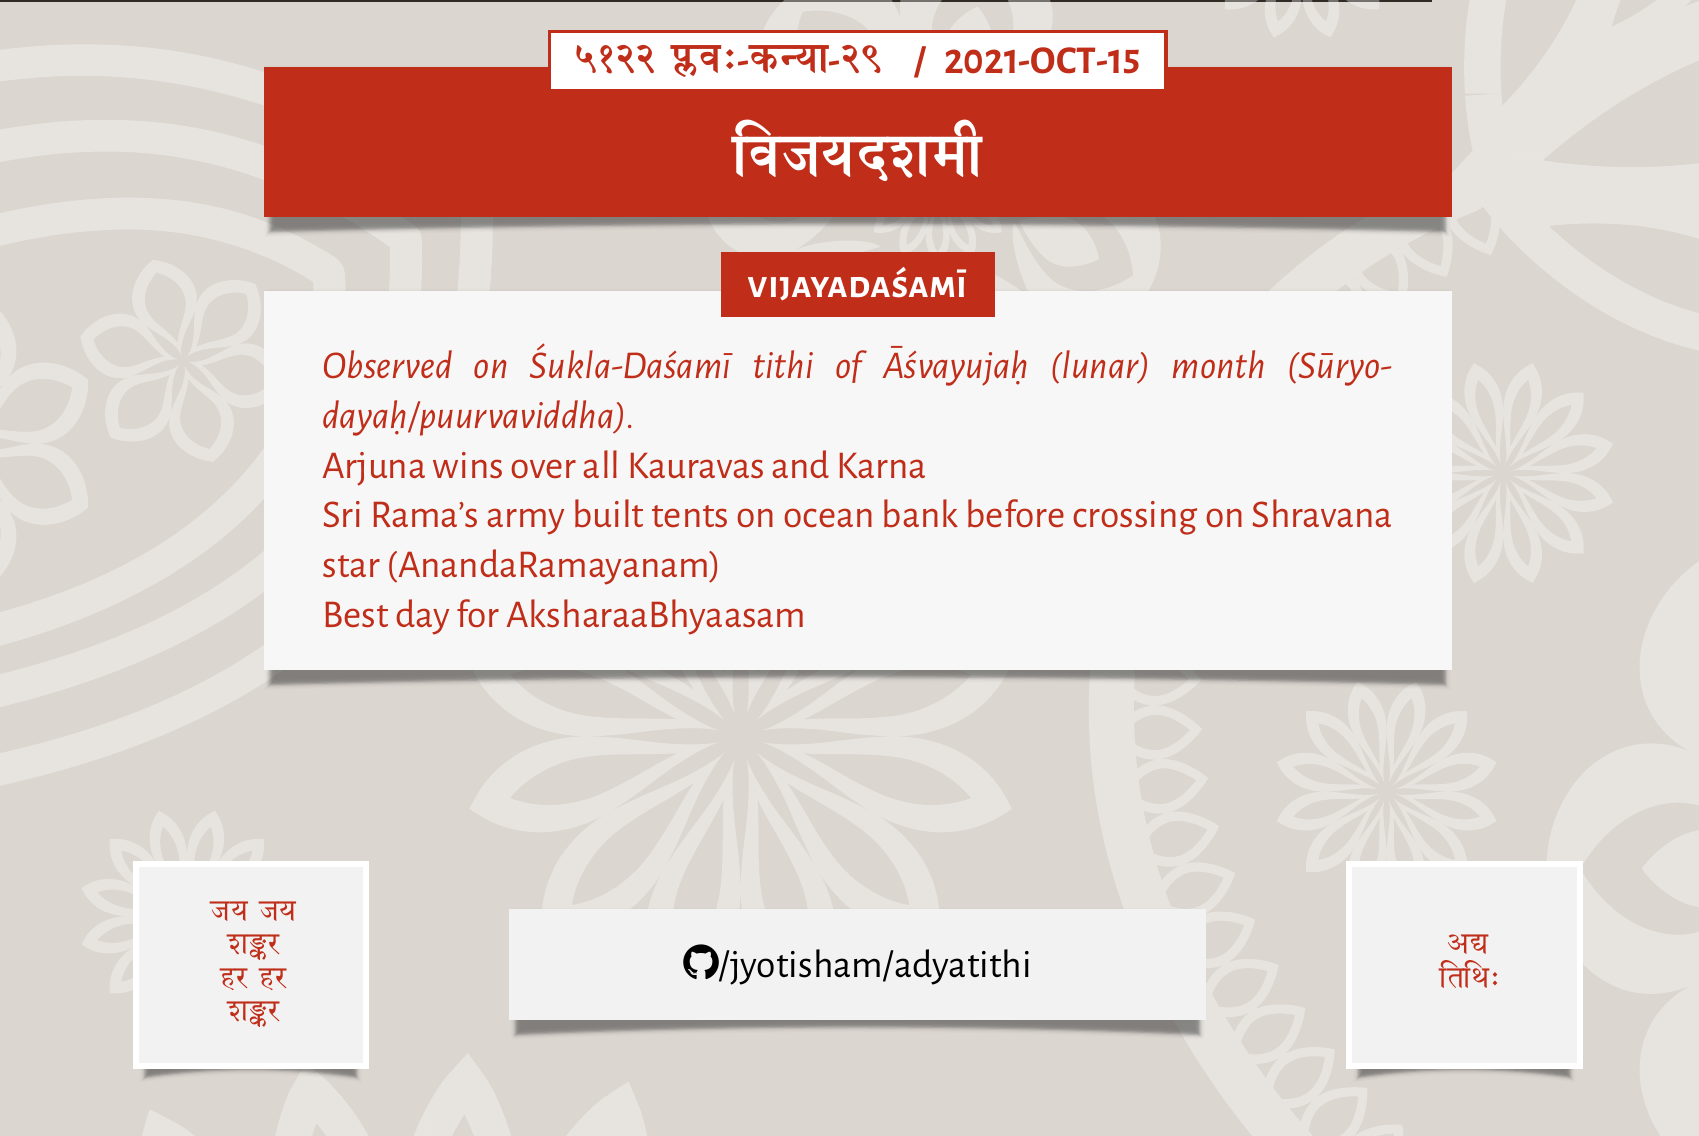 ५१२२ प्लवः-कन्या-२९ / 2021-OCT-15
विजयदशमी
VIJAYADAŚAMĪ
Observed on Śukla-Daśamī tithi of Āśvayujaḥ (lunar) month (Sūryo-
dayaḥ/puurvaviddha).
Arjuna wins over all Kauravas and Karna
Sri Rama’s army built tents on ocean bank before crossing on Shravana
star (AnandaRamayanam)
Best day for AksharaaBhyaasam
जय जय
शङ्कर
हर हर
शङ्कर
/jyotisham/adyatithi
अद्य
तिथिः